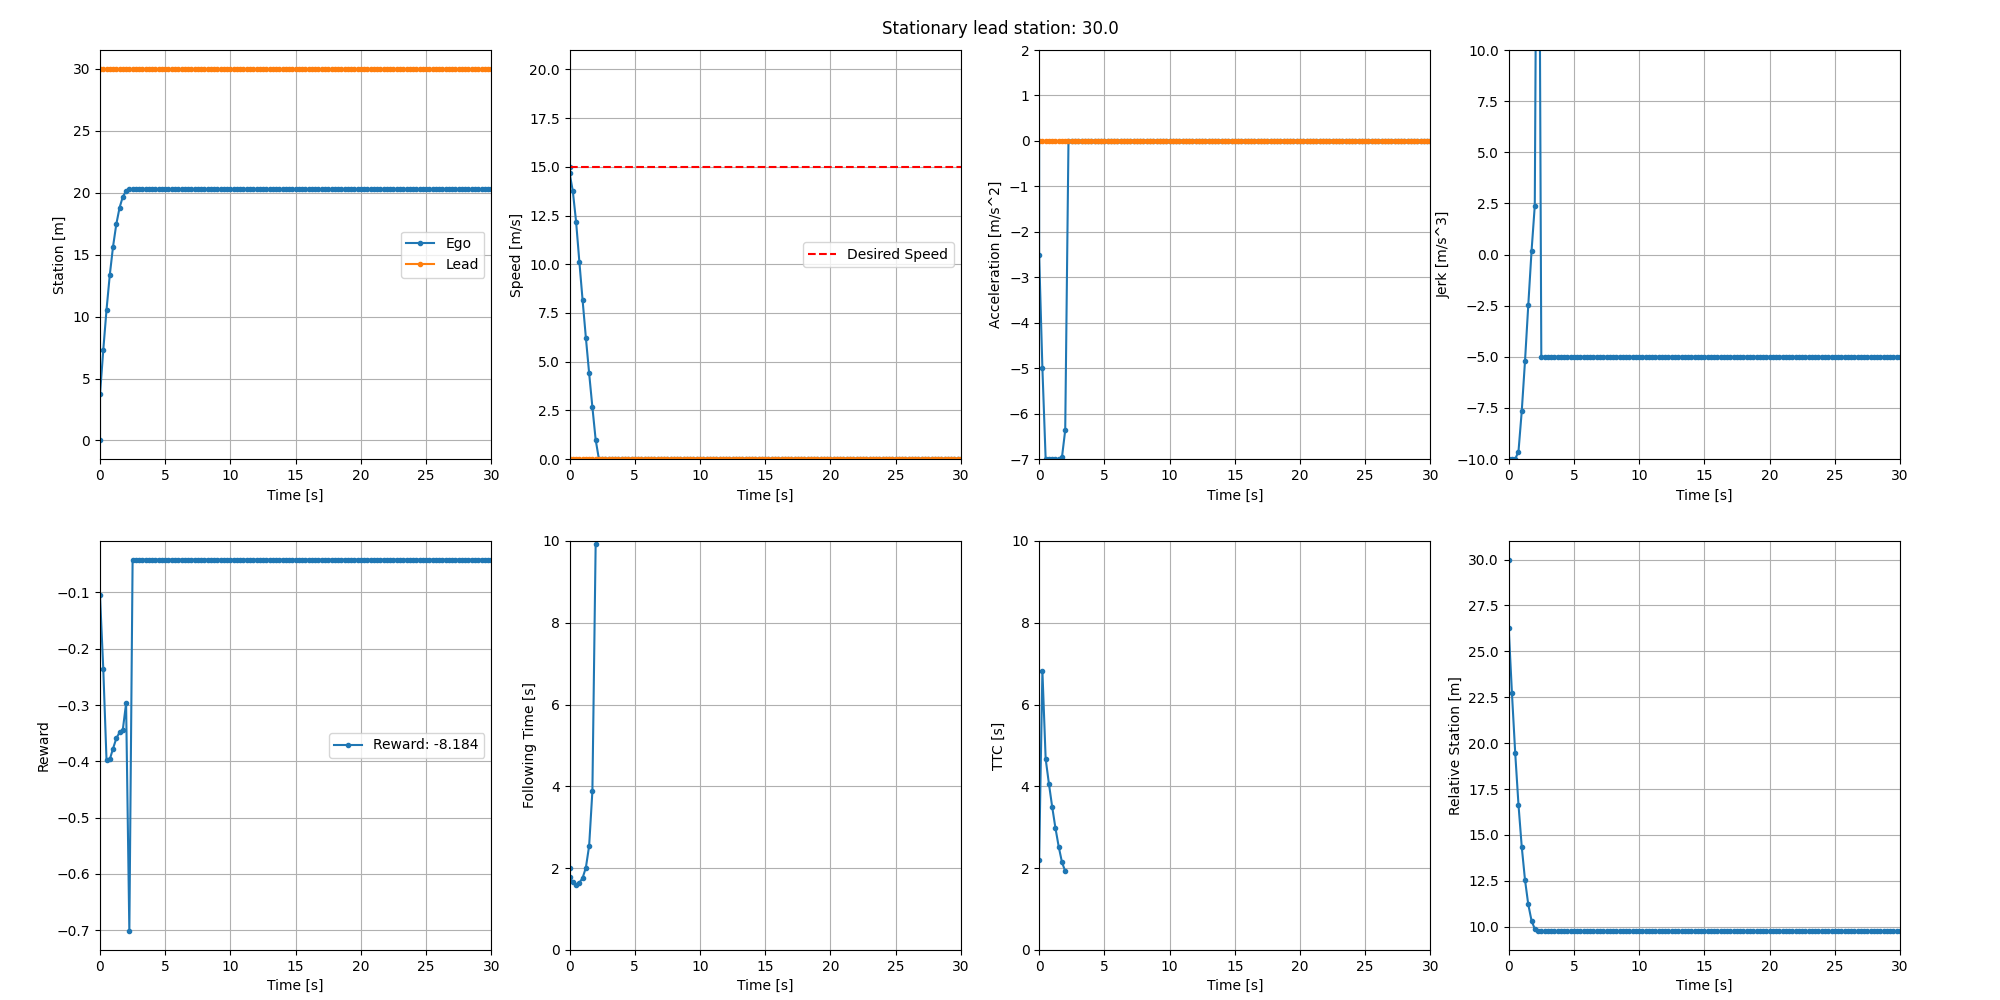 Stationary lead station: 30.0
Station [m]
30
25
20
15
10
5
0
Ego
Lead
0 5 10 15 20 25 30
Time [s]
Speed [m/s]
20.0
17.5
15.0
12.5
10.0
7.5
5.0
2.5
0.0
Desired Speed
0 5 10 15 20 25 30
Time [s]
Acceleration [m/s^2]
2
1
0
−1
−2
−3
−4
−5
−6
−7
0 5 10 15 20 25 30
Time [s]
Jerk [m/s^3]
10.0
7.5
5.0
2.5
0.0
−2.5
−5.0
−7.5
−10.0
0 5 10 15 20 25 30
Time [s]
Reward
−0.1
−0.2
−0.3
−0.4
−0.5
−0.6
−0.7
Reward: -8.184
0 5 10 15 20 25 30
Time [s]
Following Time [s]
10
8
6
4
2
0
0 5 10 15 20 25 30
Time [s]
TTC [s]
10
8
6
4
2
0
0 5 10 15 20 25 30
Time [s]
Relative Station [m]
30.0
27.5
25.0
22.5
20.0
17.5
15.0
12.5
10.0
0 5 10 15 20 25 30
Time [s]